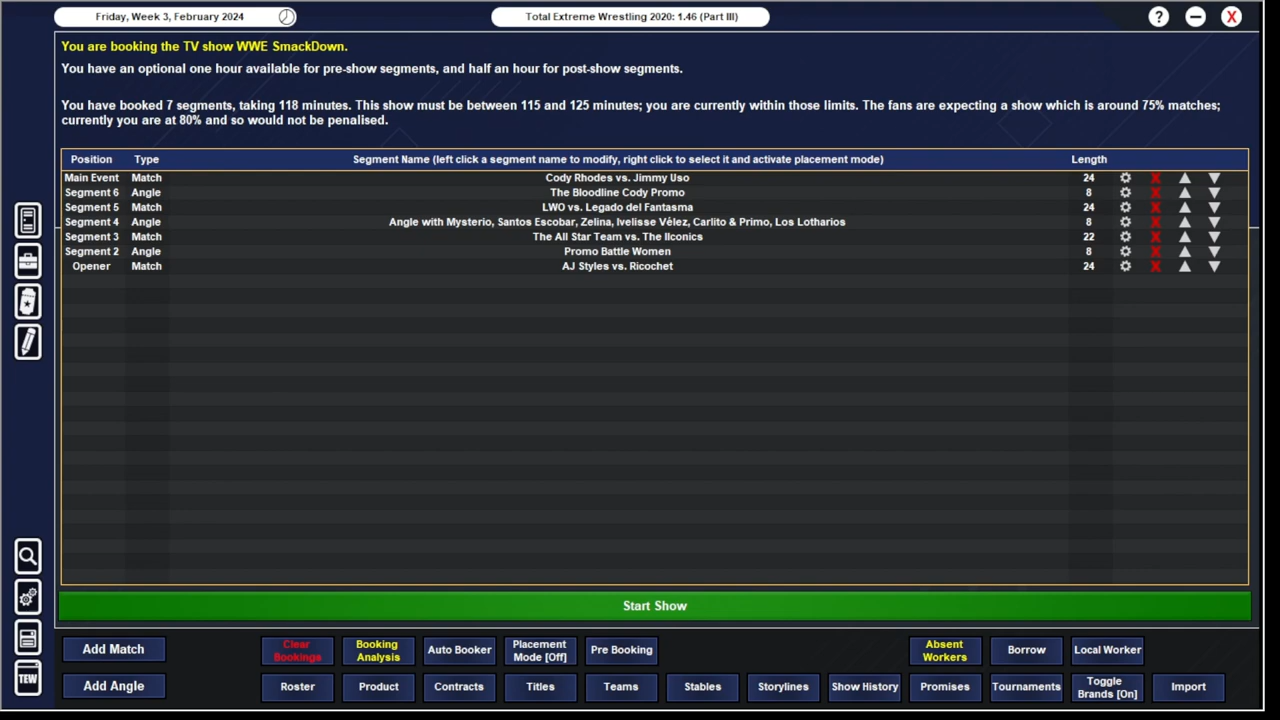 Friday, Week 3, February 2024
Total Extreme Wrestling 2020: 1.46 (Part III)
? X
You are booking the TV show WWE SmackDown.
You have an optional one hour available for pre-show segments, and half an hour for post-show segments.
You have booked 7 segments, taking 118 minutes. This show must be between 115 and 125 minutes; you are currently within those limits. The fans are expecting a show which is around 75% matches;
currently you are at 80% and so would not be penalised.
Position Type Segment Name (left click a segment name to modify, right click to select it and activate placement mode) Length
Main Event Match Cody Rhodes vs. Jimmy Uso 24 X
Segment 6 Angle The Bloodline Cody Promo 8 X
Segment 5 Match LWO vs. Legado del Fantasma 24 X
Segment 4 Angle Angle with Mysterio, Santos Escobar, Zelina, Ivelisse Vélez, Carlito & Primo, Los Lotharios 8 X
Segment 3 Match The All Star Team vs. The IIconics 22 X
Segment 2 Angle Promo Battle Women 8 X
Opener Match AJ Styles vs. Ricochet 24 X
Start Show
Add Match
Clear Bookings
Booking Analysis
Auto Booker
Placement Mode [Off]
Pre Booking
Absent Workers
Borrow
Local Worker
Add Angle
Roster
Product
Contracts
Titles
Teams
Stables
Storylines
Show History
Promises
Tournaments
Toggle Brands [On]
Import
TEW